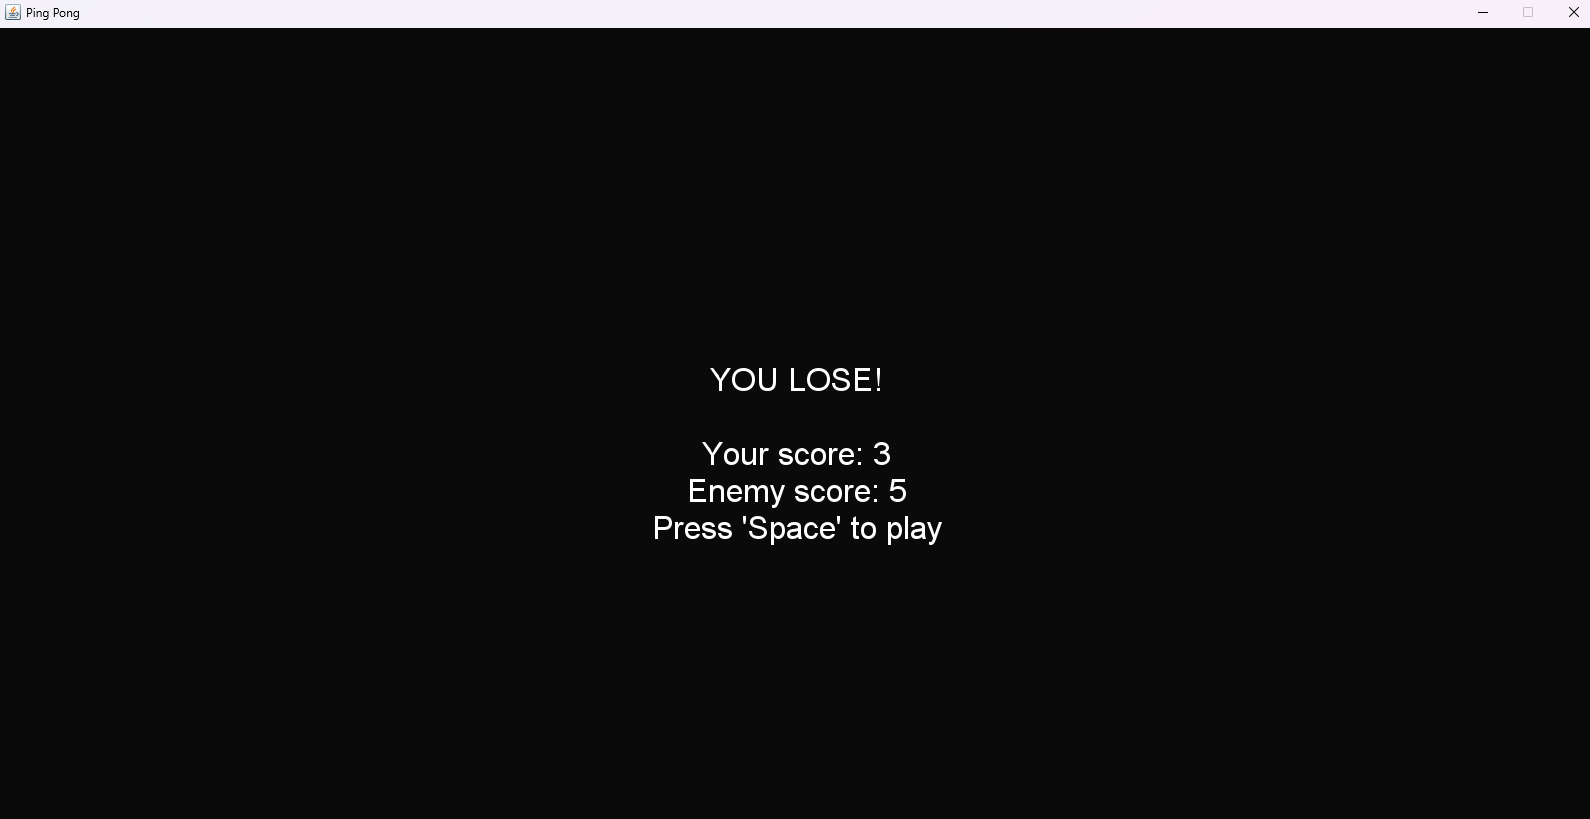 Ping Pong
YOU LOSE!
Your score: 3
Enemy score: 5
Press 'Space' to play